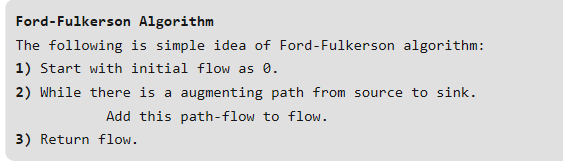 Ford-Fulkerson Algorithm
The following is simple idea of Ford-Fulkerson algorithm:
1) Start with initial flow as 0.
2) While there is a augmenting path from source to sink.
Add this path-flow to flow.
3) Return flow.